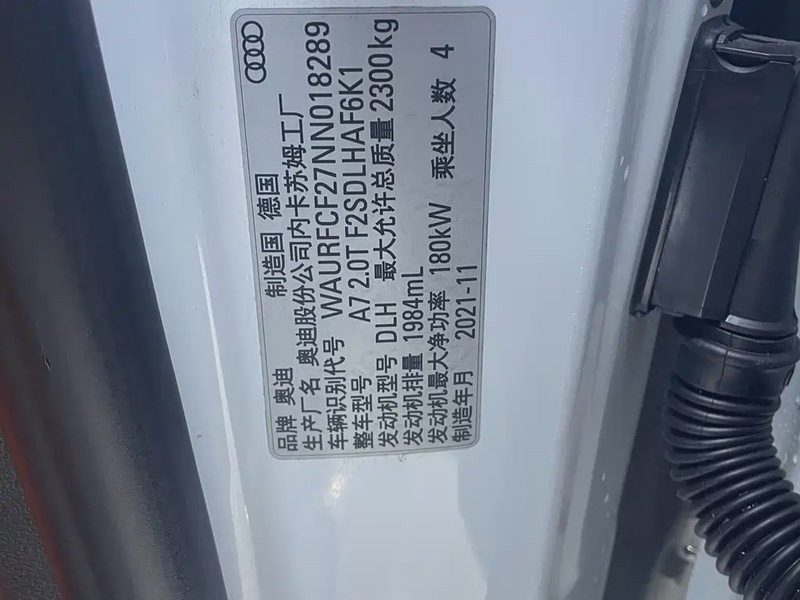 品牌 奥迪 制造国 德国
生产厂名 奥迪股份公司内卡苏姆工厂
车辆识别代号 WAURFCF27NN018289
整车型号 A7 2.0T F2SDLHAF6K1
发动机型号 DLH 最大允许总质量 2300kg
发动机排量 1984mL
发动机最大净功率 180kW 乘坐人数 4
制造年月 2021-11